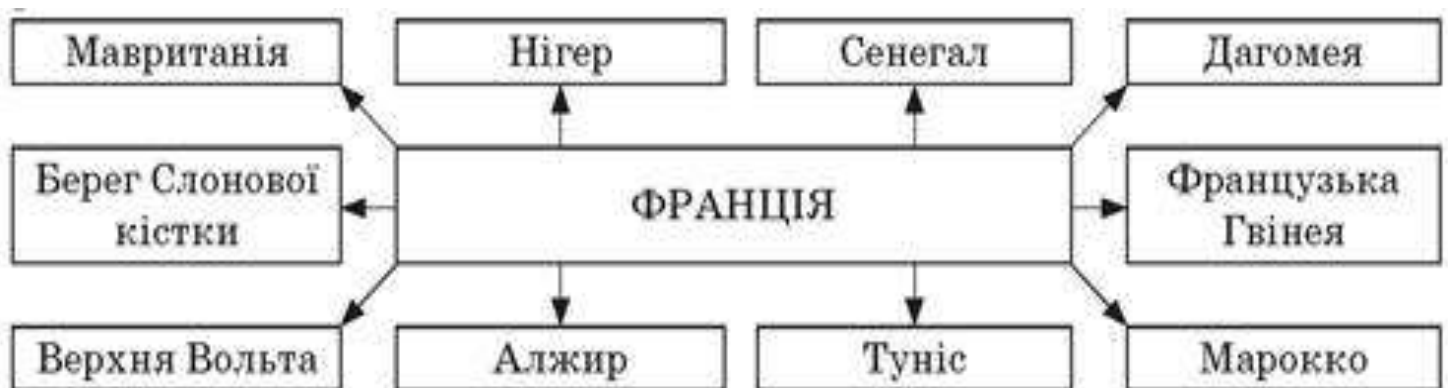 Мавританія
Нігер
Сенегал
Дагомея
Берег Слонової
кістки
ФРАНЦІЯ
Французька
Гвінея
Верхня Вольта
Алжир
Туніс
Марокко